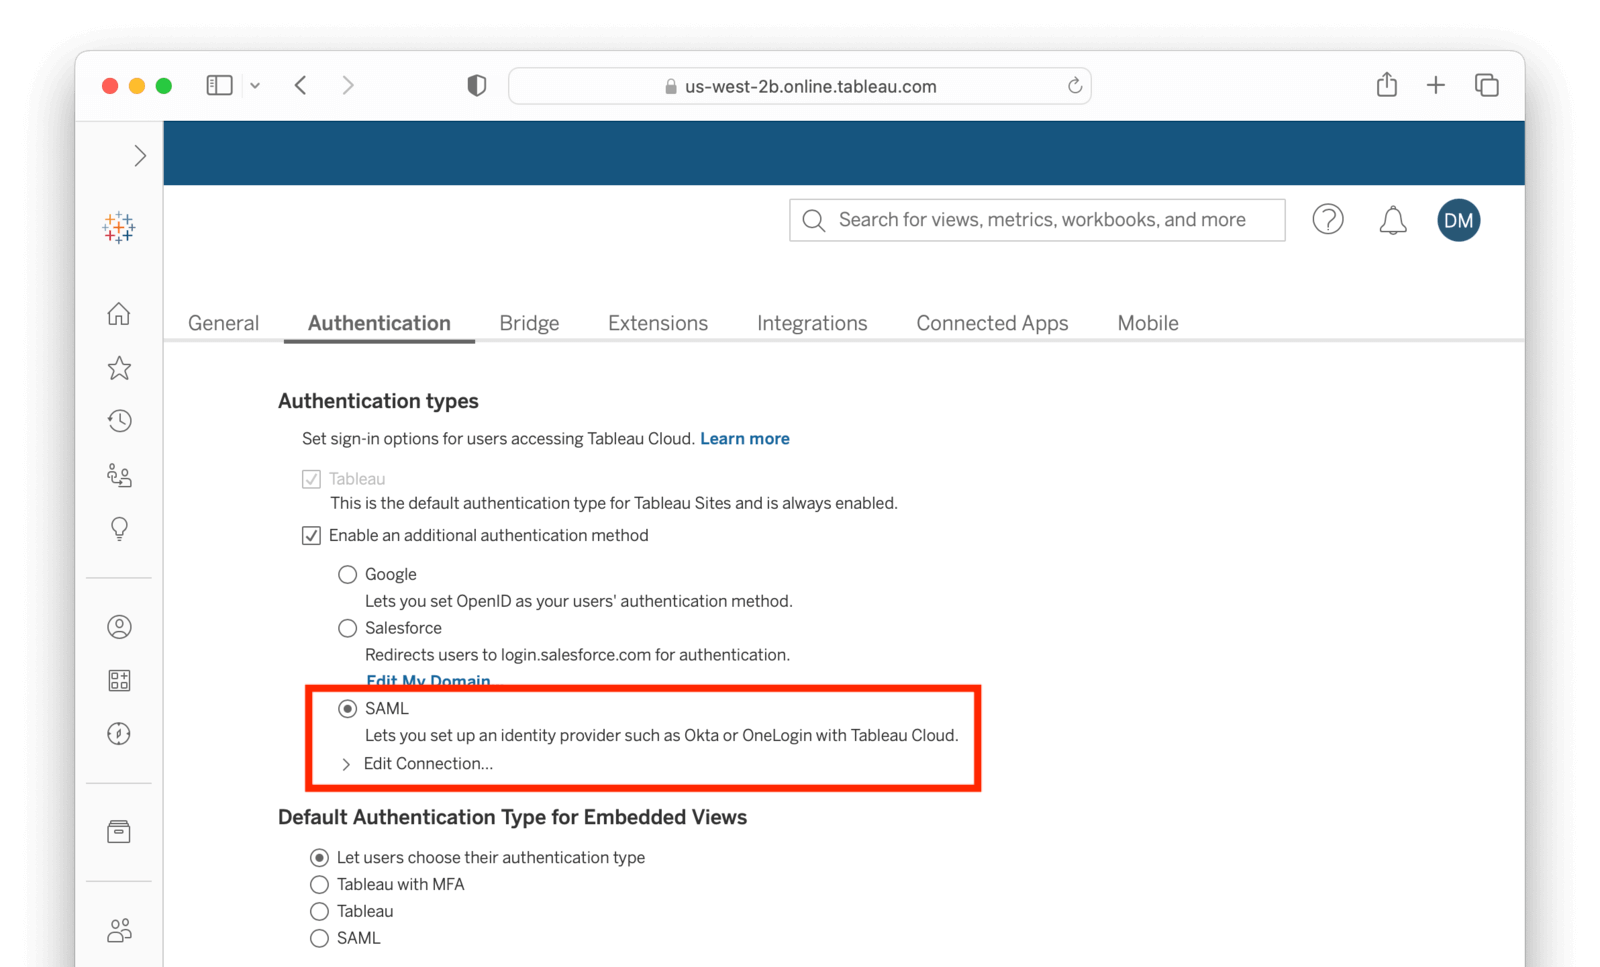 us-west-2b.online.tableau.com
Search for views, metrics, workbooks, and more
DM
General Authentication Bridge Extensions Integrations Connected Apps Mobile
Authentication types
Set sign-in options for users accessing Tableau Cloud. Learn more
Tableau
This is the default authentication type for Tableau Sites and is always enabled.
Enable an additional authentication method
Google
Lets you set OpenID as your users' authentication method.
Salesforce
Redirects users to login.salesforce.com for authentication.
Edit My Domain
SAML
Lets you set up an identity provider such as Okta or OneLogin with Tableau Cloud.
Edit Connection...
Default Authentication Type for Embedded Views
Let users choose their authentication type
Tableau with MFA
Tableau
SAML